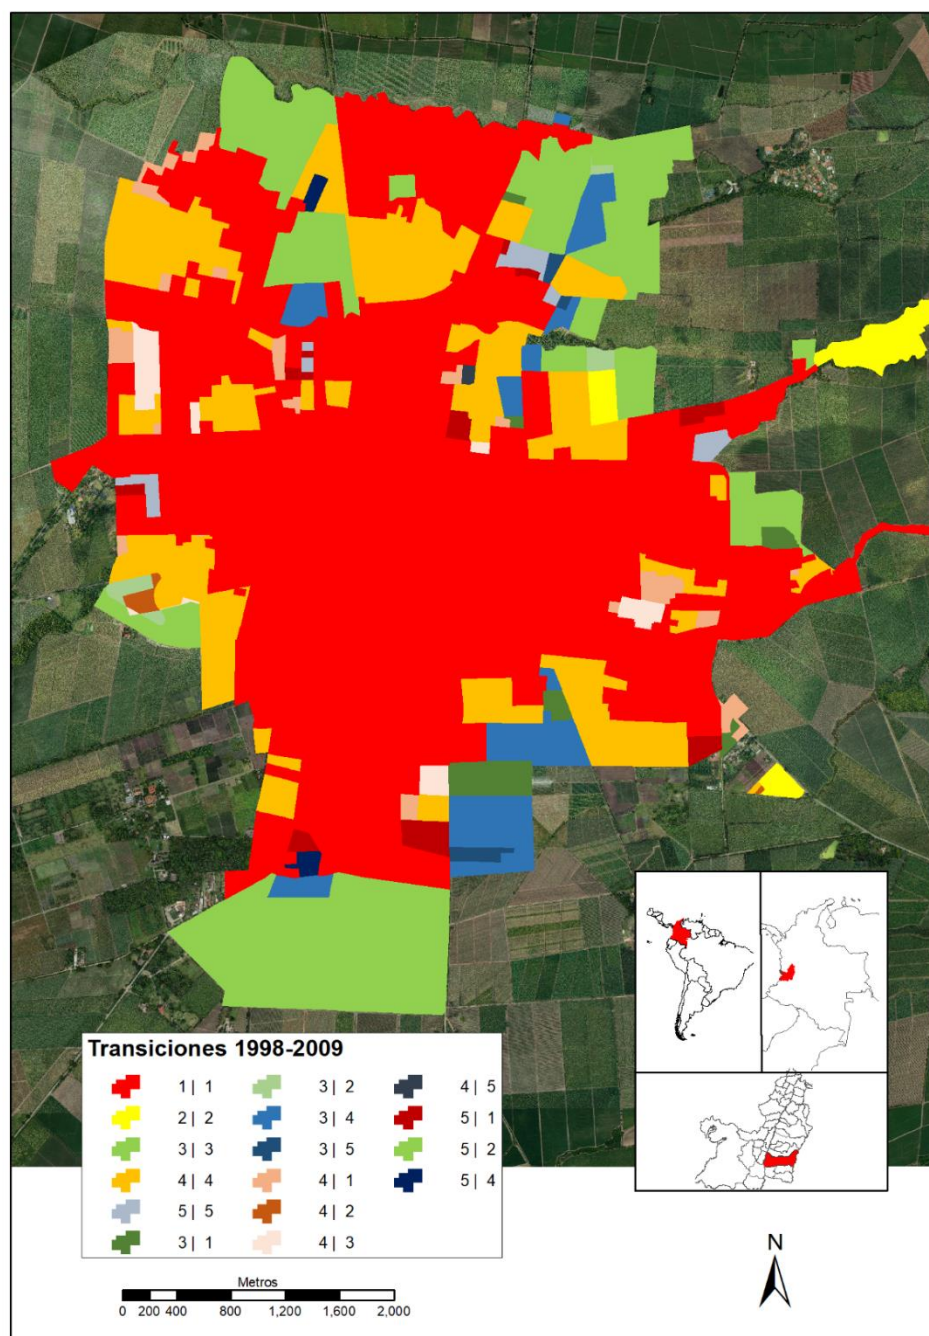 Transiciones 1998-2009
1 | 1 3 | 2 4 | 5
2 | 2 3 | 4 5 | 1
3 | 3 3 | 5 5 | 2
4 | 4 4 | 1 5 | 4
5 | 5 4 | 2
3 | 1 4 | 3
Metros
0 200 400 800 1,200 1,600 2,000
N